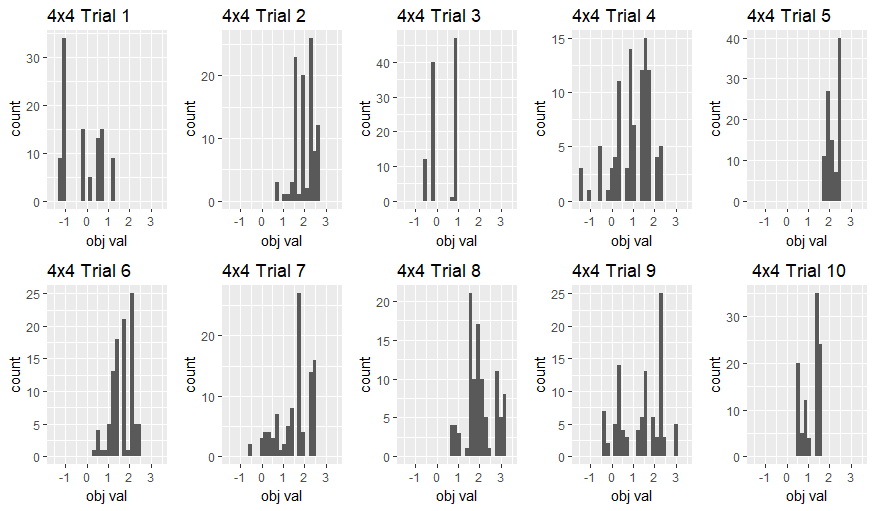 4x4 Trial 1
4x4 Trial 2
4x4 Trial 3
4x4 Trial 4
4x4 Trial 5
count
30
20
10
0
-1 0 1 2 3
obj val
count
20
10
0
-1 0 1 2 3
obj val
count
40
30
20
10
0
-1 0 1 2 3
obj val
count
15
10
5
0
-1 0 1 2 3
obj val
count
40
30
20
10
0
-1 0 1 2 3
obj val
4x4 Trial 6
4x4 Trial 7
4x4 Trial 8
4x4 Trial 9
4x4 Trial 10
count
25
20
15
10
5
0
-1 0 1 2 3
obj val
count
20
10
0
-1 0 1 2 3
obj val
count
20
15
10
5
0
-1 0 1 2 3
obj val
count
25
20
15
10
5
0
-1 0 1 2 3
obj val
count
30
20
10
0
-1 0 1 2 3
obj val